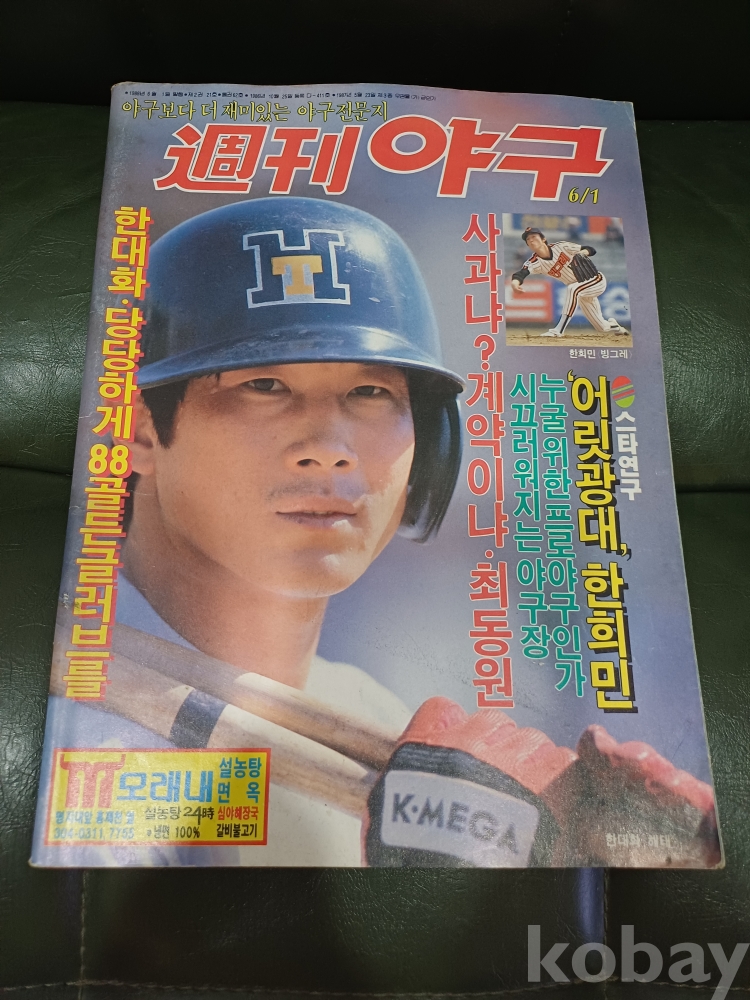 야구보다 더 재미있는 야구전문지
週刊 야구
6/1
한대화·당당하게 88골든글러브를
HT
사과냐? 계약이냐·최동원
한희민 빙그레
스타연구
'어릿광대, 한희민
누굴위한프로야구인가
시끄러워지는 야구장
모래내
설농탕
면옥
설농탕 24時
심야해장국
냉면 100%
갈비불고기
K·MEGA
한대화 해태
kobay